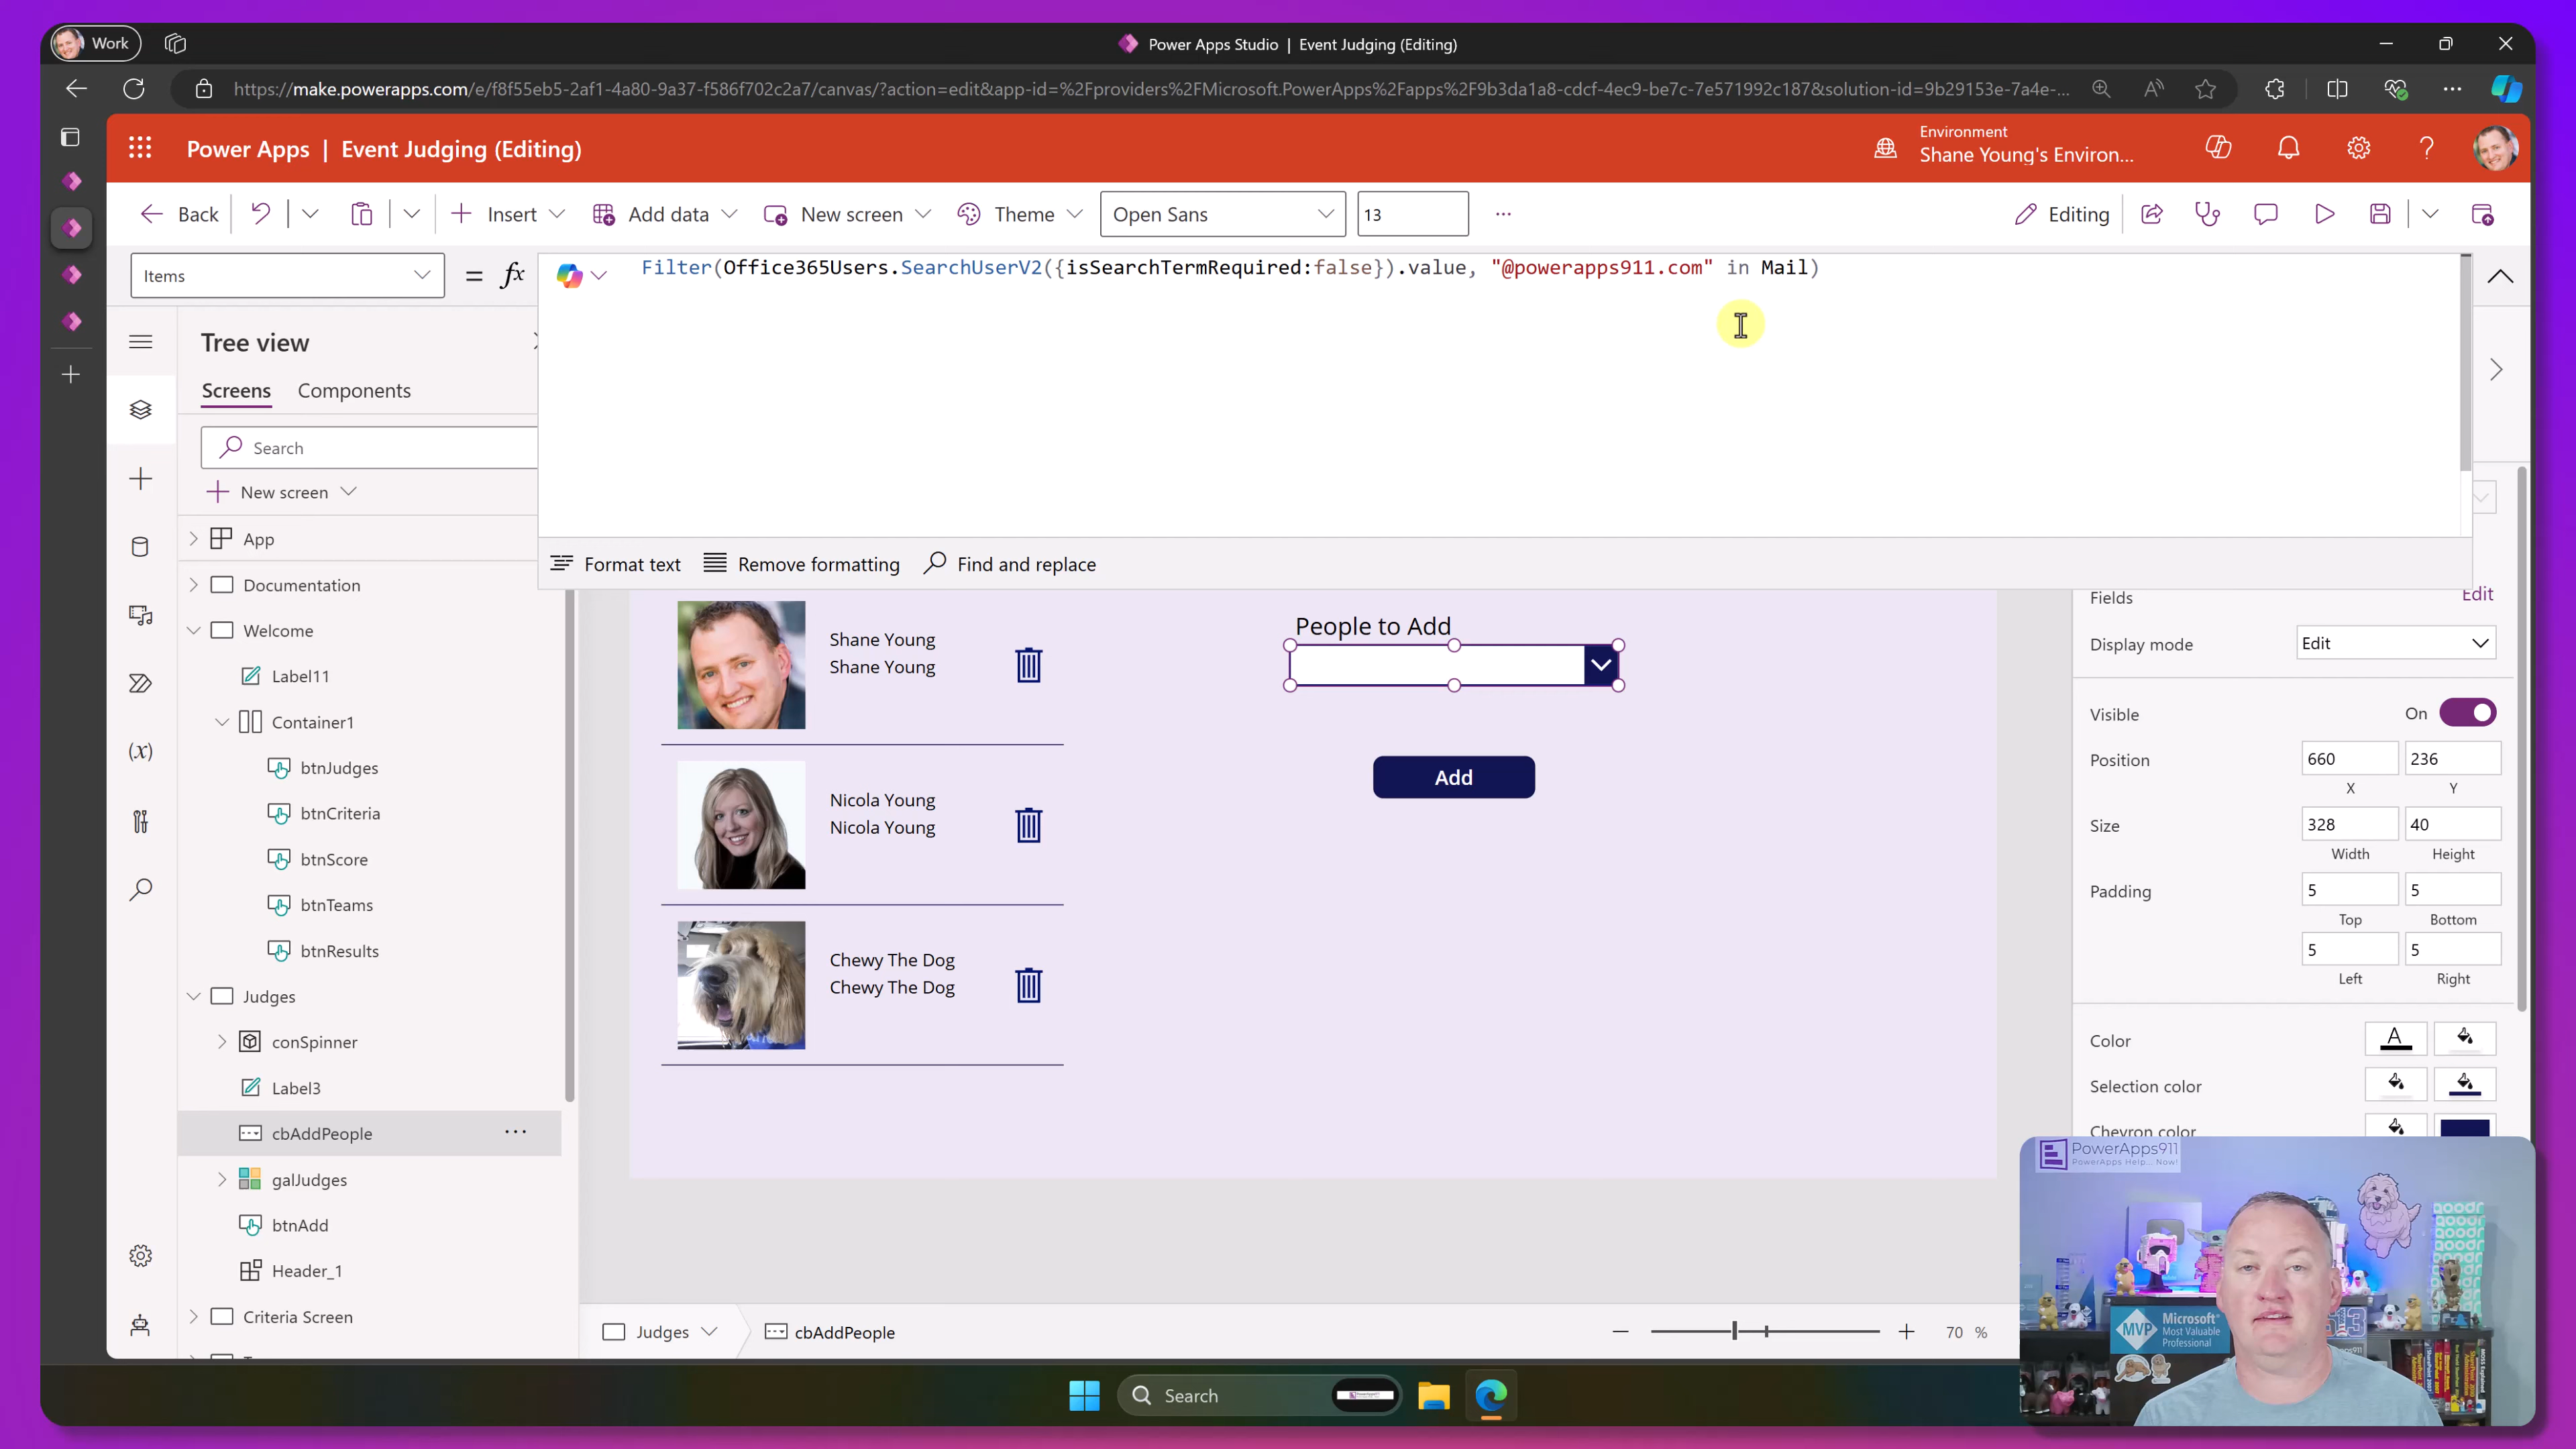 Work
Power Apps Studio | Event Judging (Editing)
https://make.powerapps.com/e/f8f55eb5-2af1-4a80-9a37-f586f702c2a7/canvas/?action=edit&app-id=%2Fproviders%2FMicrosoft.PowerApps%2Fapps%2F9b3da1a8-cdcf-4ec9-be7c-7e571992c187&solution-id=9b29153e-7a4e-...
Power Apps | Event Judging (Editing)
Environment
Shane Young's Environ...
Back
Insert
Add data
New screen
Theme
Open Sans
13
Editing
Items
= fx
Filter(Office365Users.SearchUserV2({isSearchTermRequired:false}).value, "@powerapps911.com" in Mail)
Format text
Remove formatting
Find and replace
Tree view
Screens
Components
Search
New screen
App
Documentation
Welcome
Label11
Container1
btnJudges
btnCriteria
btnScore
btnTeams
btnResults
Judges
conSpinner
Label3
cbAddPeople
galJudges
btnAdd
Header_1
Criteria Screen
Shane Young
Shane Young
Nicola Young
Nicola Young
Chewy The Dog
Chewy The Dog
People to Add
Add
Fields
Edit
Display mode
Edit
Visible
On
Position
660
236
X
Y
Size
328
40
Width
Height
Padding
5
5
Top
Bottom
5
5
Left
Right
Color
A
Selection color
Chevron color
Judges
cbAddPeople
70 %
PowerApps911
PowerApps Help... Now!
MVP
Microsoft
Most Valuable
Professional
Search